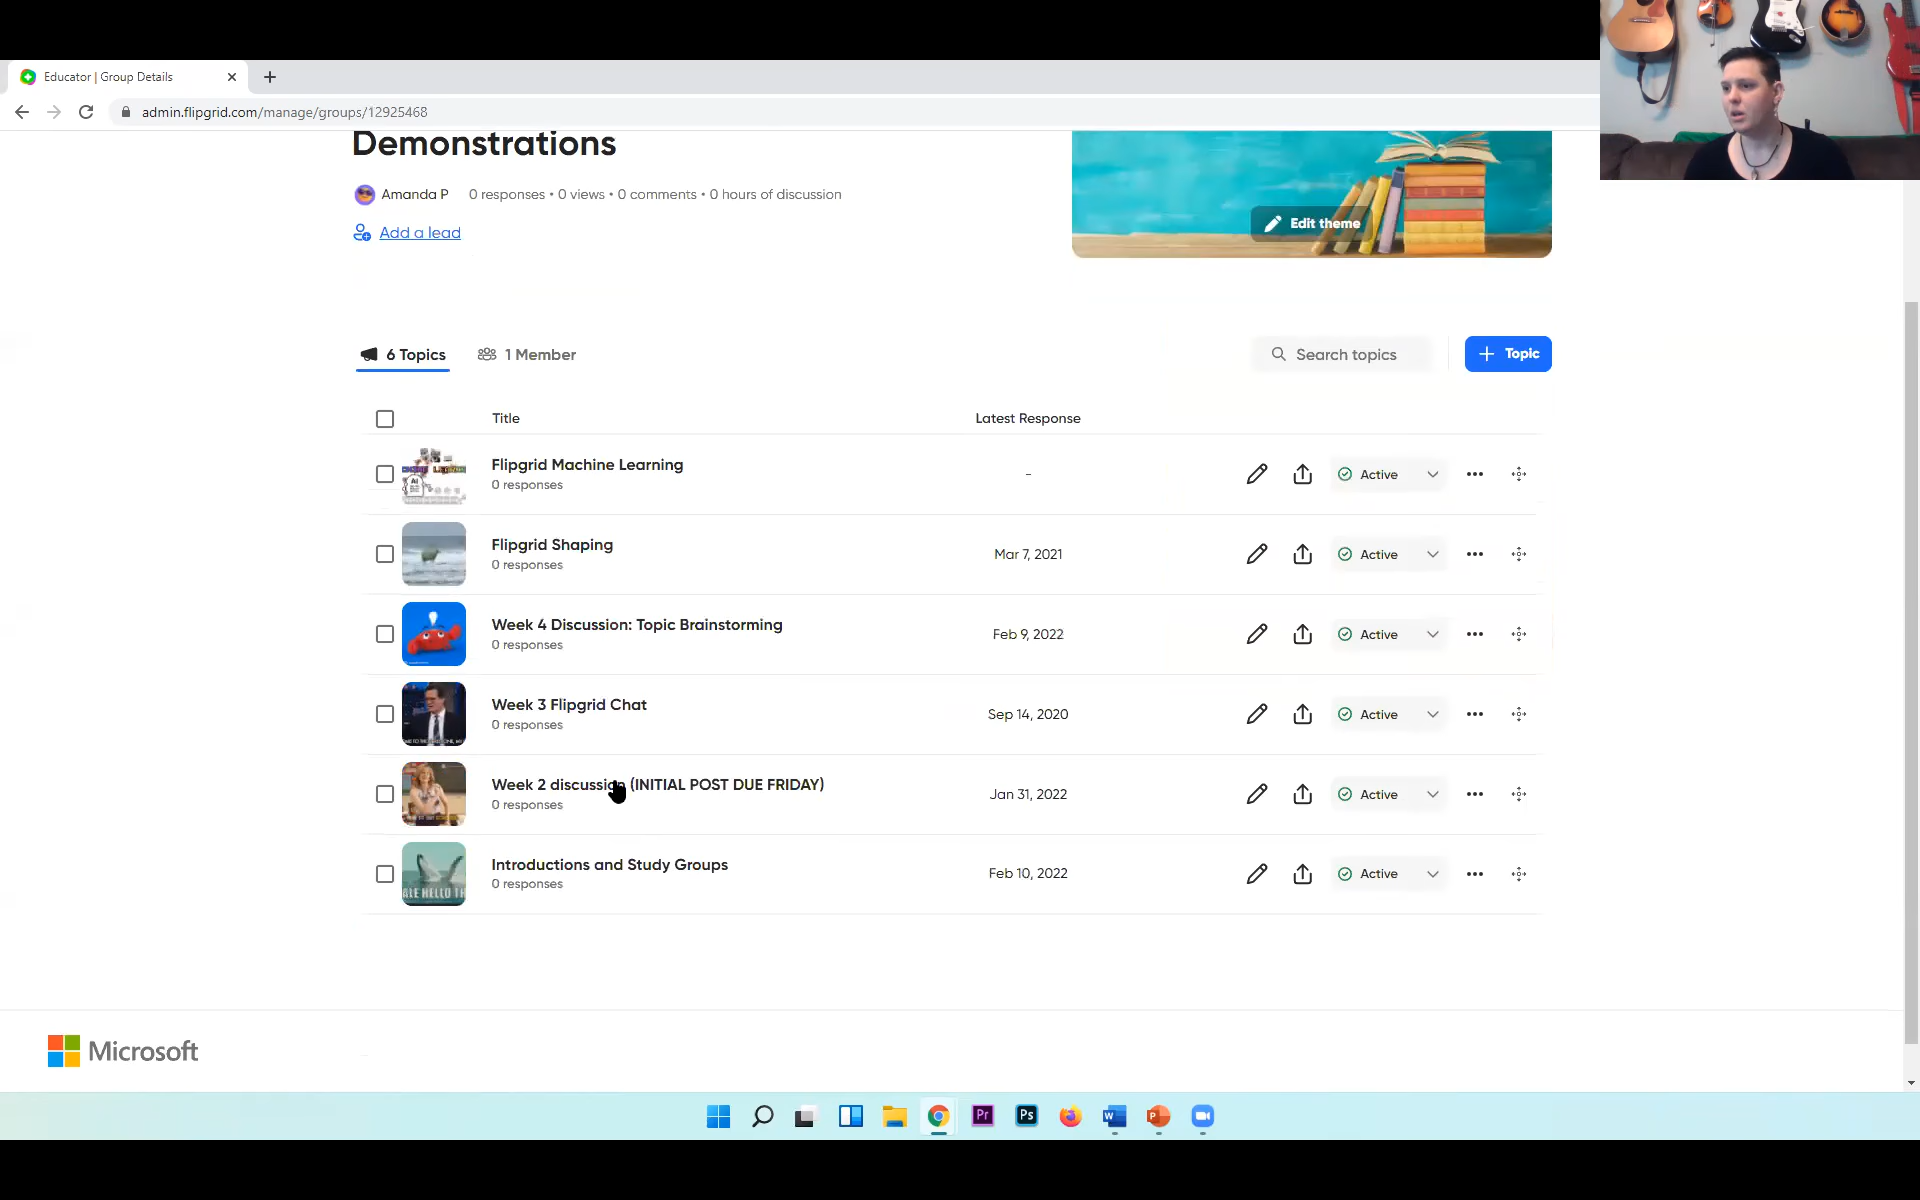 Educator | Group Details
admin.flipgrid.com/manage/groups/12925468
Demonstrations
Amanda P 0 responses • 0 views • 0 comments • 0 hours of discussion
Add a lead
Edit theme
6 Topics 1 Member Search topics Topic
Title Latest Response
Flipgrid Machine Learning
0 responses
- Active
Flipgrid Shaping
0 responses
Mar 7, 2021 Active
Week 4 Discussion: Topic Brainstorming
0 responses
Feb 9, 2022 Active
Week 3 Flipgrid Chat
0 responses
Sep 14, 2020 Active
Week 2 discussion (INITIAL POST DUE FRIDAY)
0 responses
Jan 31, 2022 Active
Introductions and Study Groups
0 responses
Feb 10, 2022 Active
Microsoft
Pr Ps W P